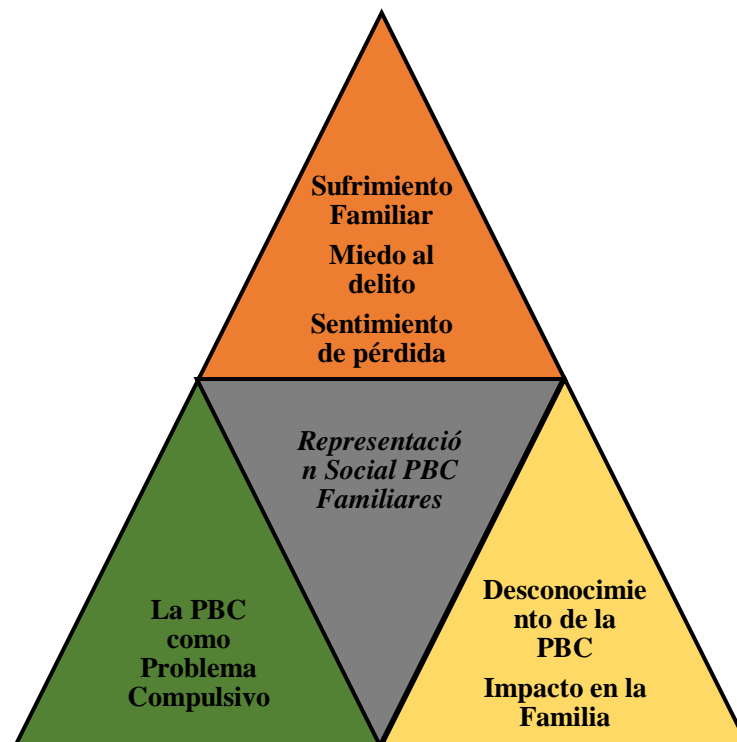 Sufrimiento
Familiar
Miedo al
delito
Sentimiento
de pérdida
Representació
n Social PBC
Familiares
La PBC
como
Problema
Compulsivo
Desconocimie
nto de la
PBC
Impacto en la
Familia